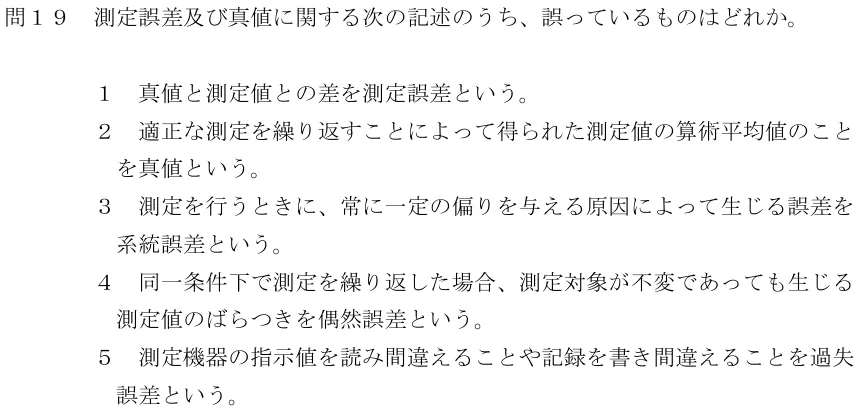 問１９　測定誤差及び真値に関する次の記述のうち、誤っているものはどれか。
１　真値と測定値との差を測定誤差という。
２　適正な測定を繰り返すことによって得られた測定値の算術平均値のこと
を真値という。
３　測定を行うときに、常に一定の偏りを与える原因によって生じる誤差を
系統誤差という。
４　同一条件下で測定を繰り返した場合、測定対象が不変であっても生じる
測定値のばらつきを偶然誤差という。
５　測定機器の指示値を読み間違えることや記録を書き間違えることを過失
誤差という。